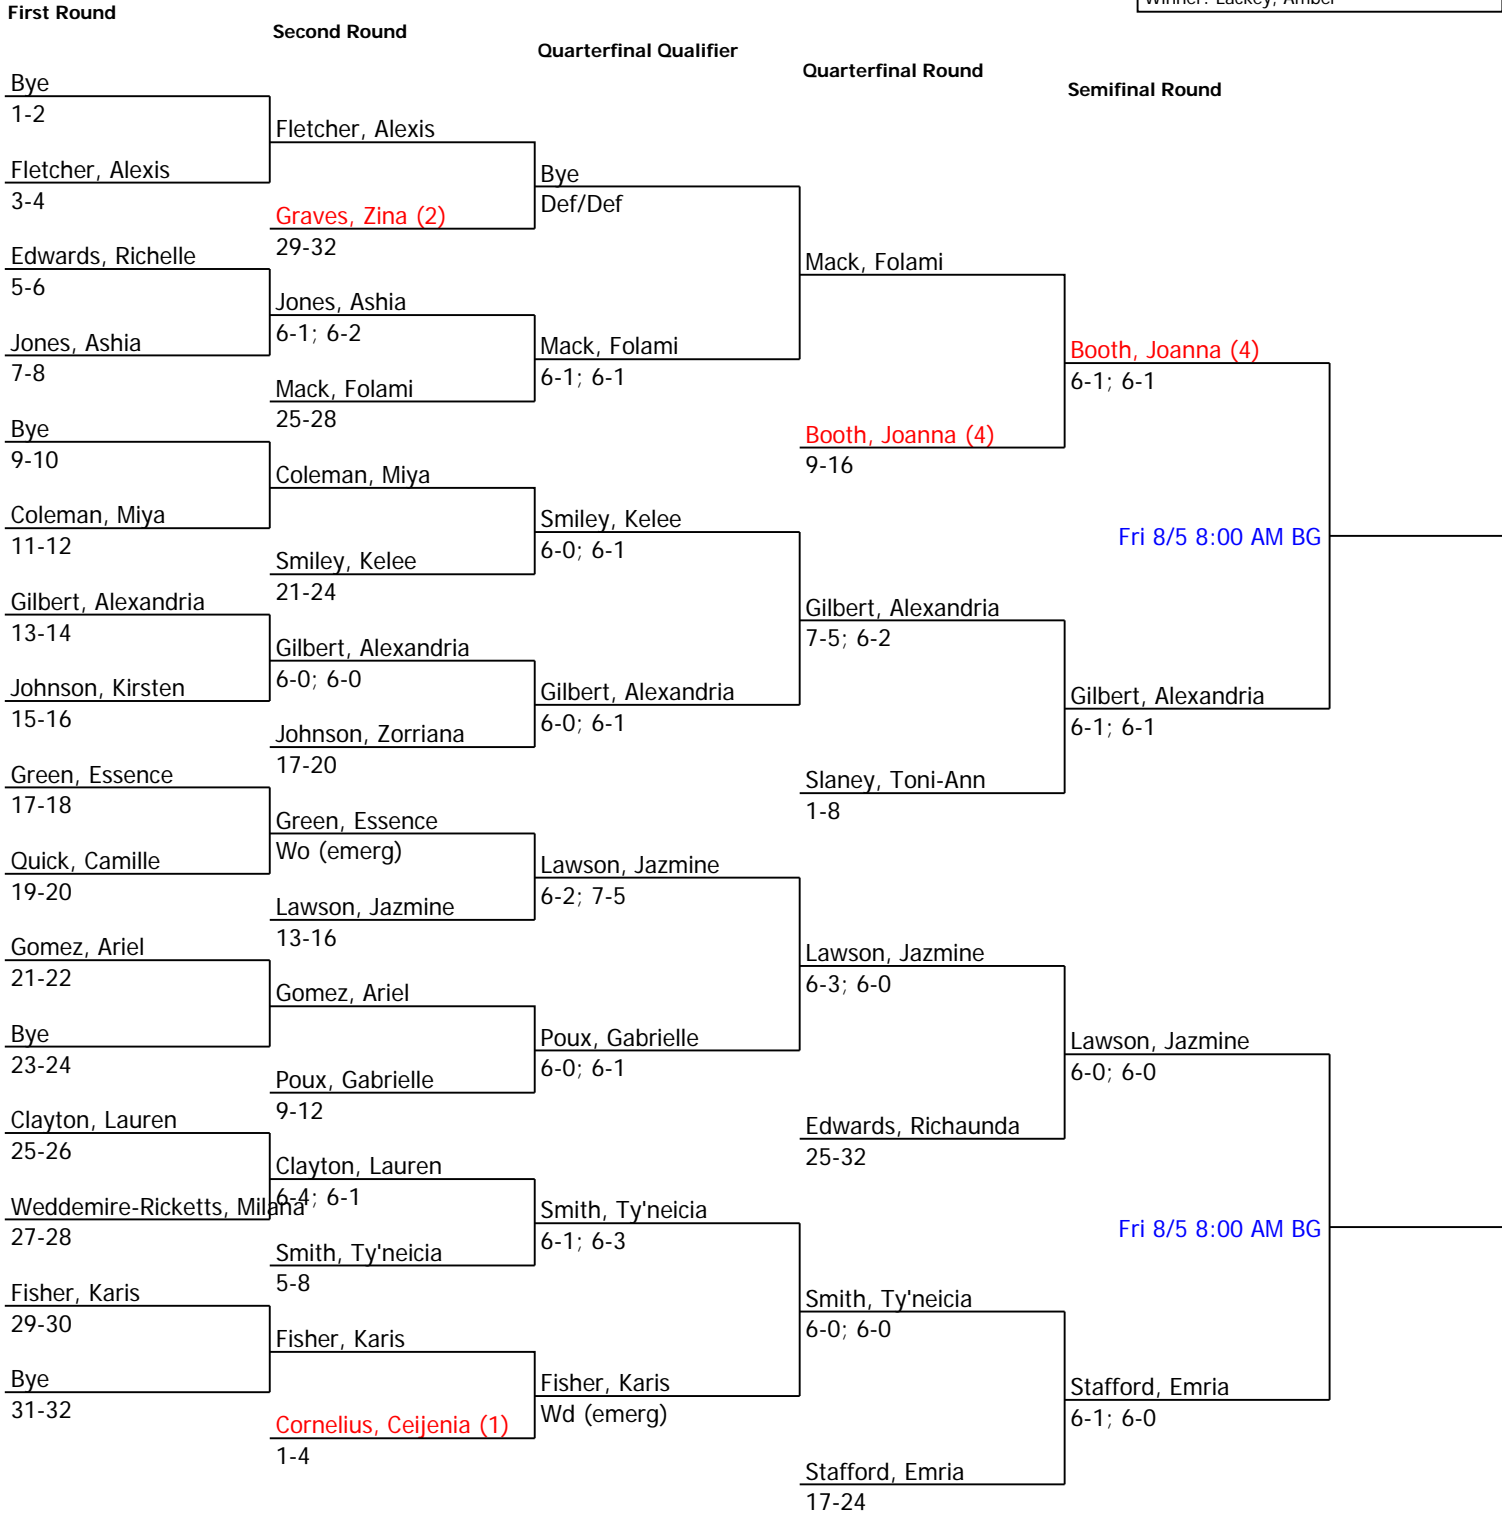 Winner: Lackey, Amber
First Round
Second Round
Quarterfinal Qualifier
Quarterfinal Round
Semifinal Round
Bye
1-2
Fletcher, Alexis
3-4
Edwards, Richelle
5-6
Jones, Ashia
7-8
Bye
9-10
Coleman, Miya
11-12
Gilbert, Alexandria
13-14
Johnson, Kirsten
15-16
Green, Essence
17-18
Quick, Camille
19-20
Gomez, Ariel
21-22
Bye
23-24
Clayton, Lauren
25-26
Weddemire-Ricketts, Milana
27-28
Fisher, Karis
29-30
Bye
31-32
Fletcher, Alexis
Graves, Zina (2)
29-32
Jones, Ashia
6-1; 6-2
Mack, Folami
25-28
Coleman, Miya
Smiley, Kelee
21-24
Gilbert, Alexandria
6-0; 6-0
Johnson, Zorriana
17-20
Green, Essence
Wo (emerg)
Lawson, Jazmine
13-16
Gomez, Ariel
Poux, Gabrielle
9-12
Clayton, Lauren
6-4; 6-1
Smith, Ty'neicia
5-8
Fisher, Karis
Cornelius, Ceijenia (1)
1-4
Bye
Def/Def
Mack, Folami
6-1; 6-1
Smiley, Kelee
6-0; 6-1
Gilbert, Alexandria
6-0; 6-1
Lawson, Jazmine
6-2; 7-5
Poux, Gabrielle
6-0; 6-1
Smith, Ty'neicia
6-1; 6-3
Fisher, Karis
Wd (emerg)
Mack, Folami
Booth, Joanna (4)
9-16
Gilbert, Alexandria
7-5; 6-2
Slaney, Toni-Ann
1-8
Lawson, Jazmine
6-3; 6-0
Edwards, Richaunda
25-32
Smith, Ty'neicia
6-0; 6-0
Stafford, Emria
17-24
Booth, Joanna (4)
6-1; 6-1
Fri 8/5 8:00 AM BG
Gilbert, Alexandria
6-1; 6-1
Lawson, Jazmine
6-0; 6-0
Fri 8/5 8:00 AM BG
Stafford, Emria
6-1; 6-0